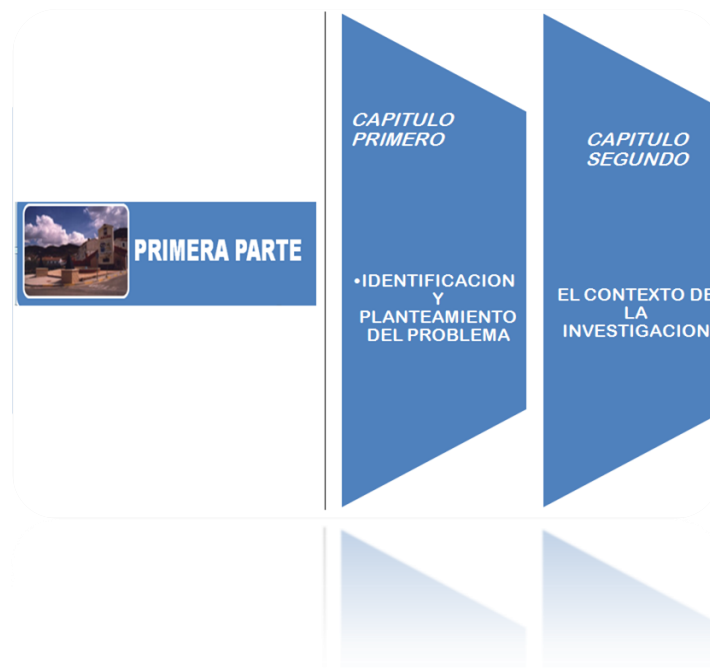 PRIMERA PARTE
CAPITULO
PRIMERO
•IDENTIFICACION
Y
PLANTEAMIENTO
DEL PROBLEMA
CAPITULO
SEGUNDO
EL CONTEXTO DE
LA
INVESTIGACION